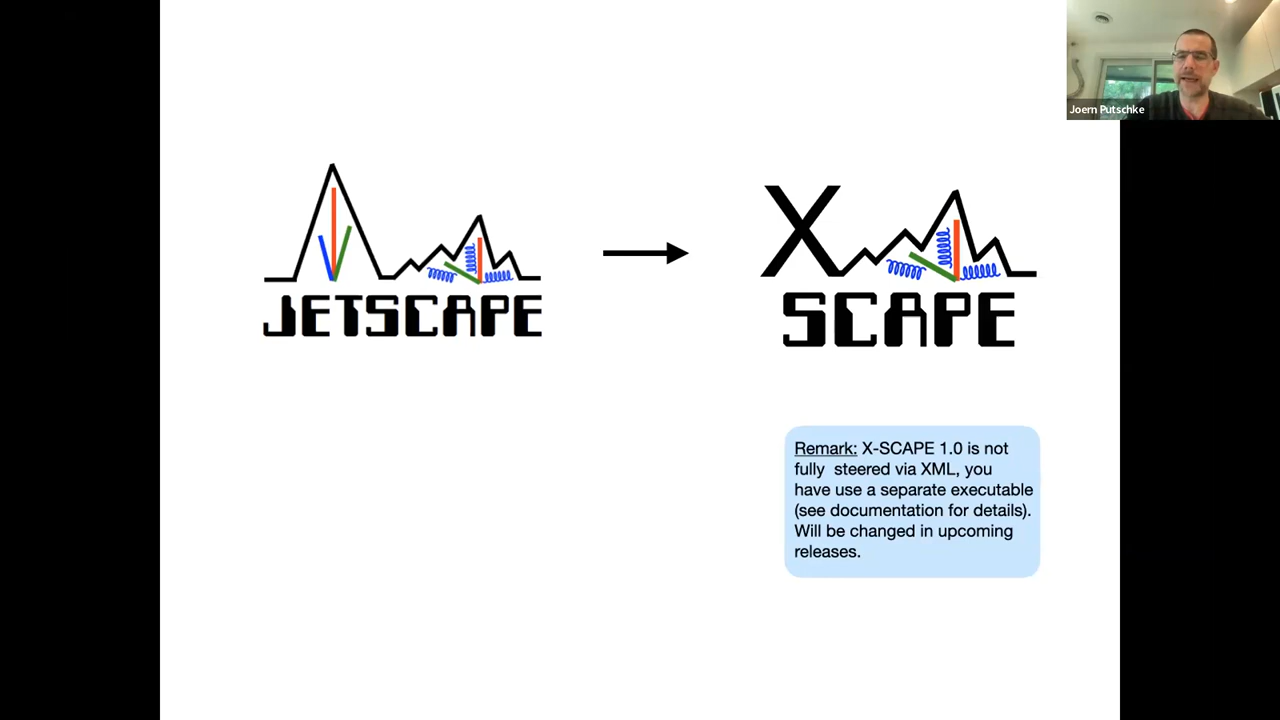 Joern Putschke
JETSCAPE
X
SCAPE
Remark: X-SCAPE 1.0 is not
fully steered via XML, you
have use a separate executable
(see documentation for details).
Will be changed in upcoming
releases.